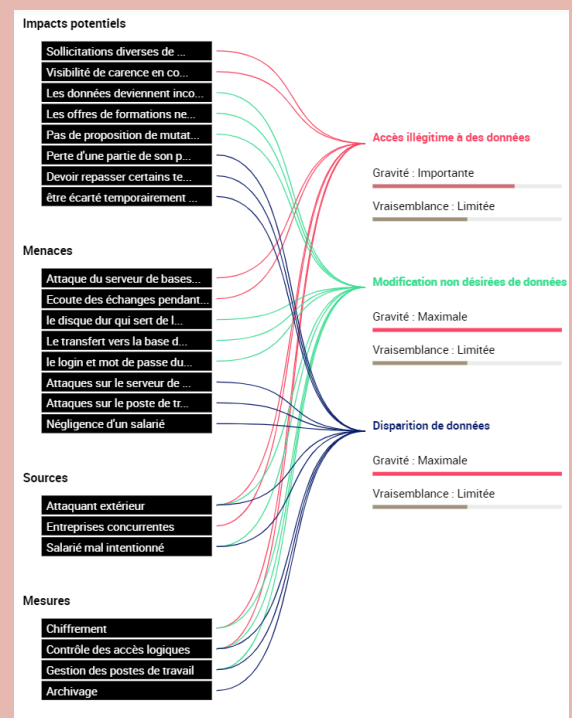 Impacts potentiels
Sollicitations diverses de ...
Visibilité de carence en co...
Les données deviennent inco...
Les offres de formations ne...
Pas de proposition de mutat...
Perte d'une partie de son p...
Devoir repasser certains te...
être écarté temporairement ...
Menaces
Attaque du serveur de bases...
Ecoute des échanges pendant...
le disque dur qui sert de l...
Le transfert vers la base d...
le login et mot de passe du...
Attaques sur le serveur de ...
Attaques sur le poste de tr...
Négligence d'un salarié
Sources
Attaquant extérieur
Entreprises concurrentes
Salarié mal intentionné
Mesures
Chiffrement
Contrôle des accès logiques
Gestion des postes de travail
Archivage
Accès illégitime à des données
Gravité : Importante
Vraisemblance : Limitée
Modification non désirées de données
Gravité : Maximale
Vraisemblance : Limitée
Disparition de données
Gravité : Maximale
Vraisemblance : Limitée